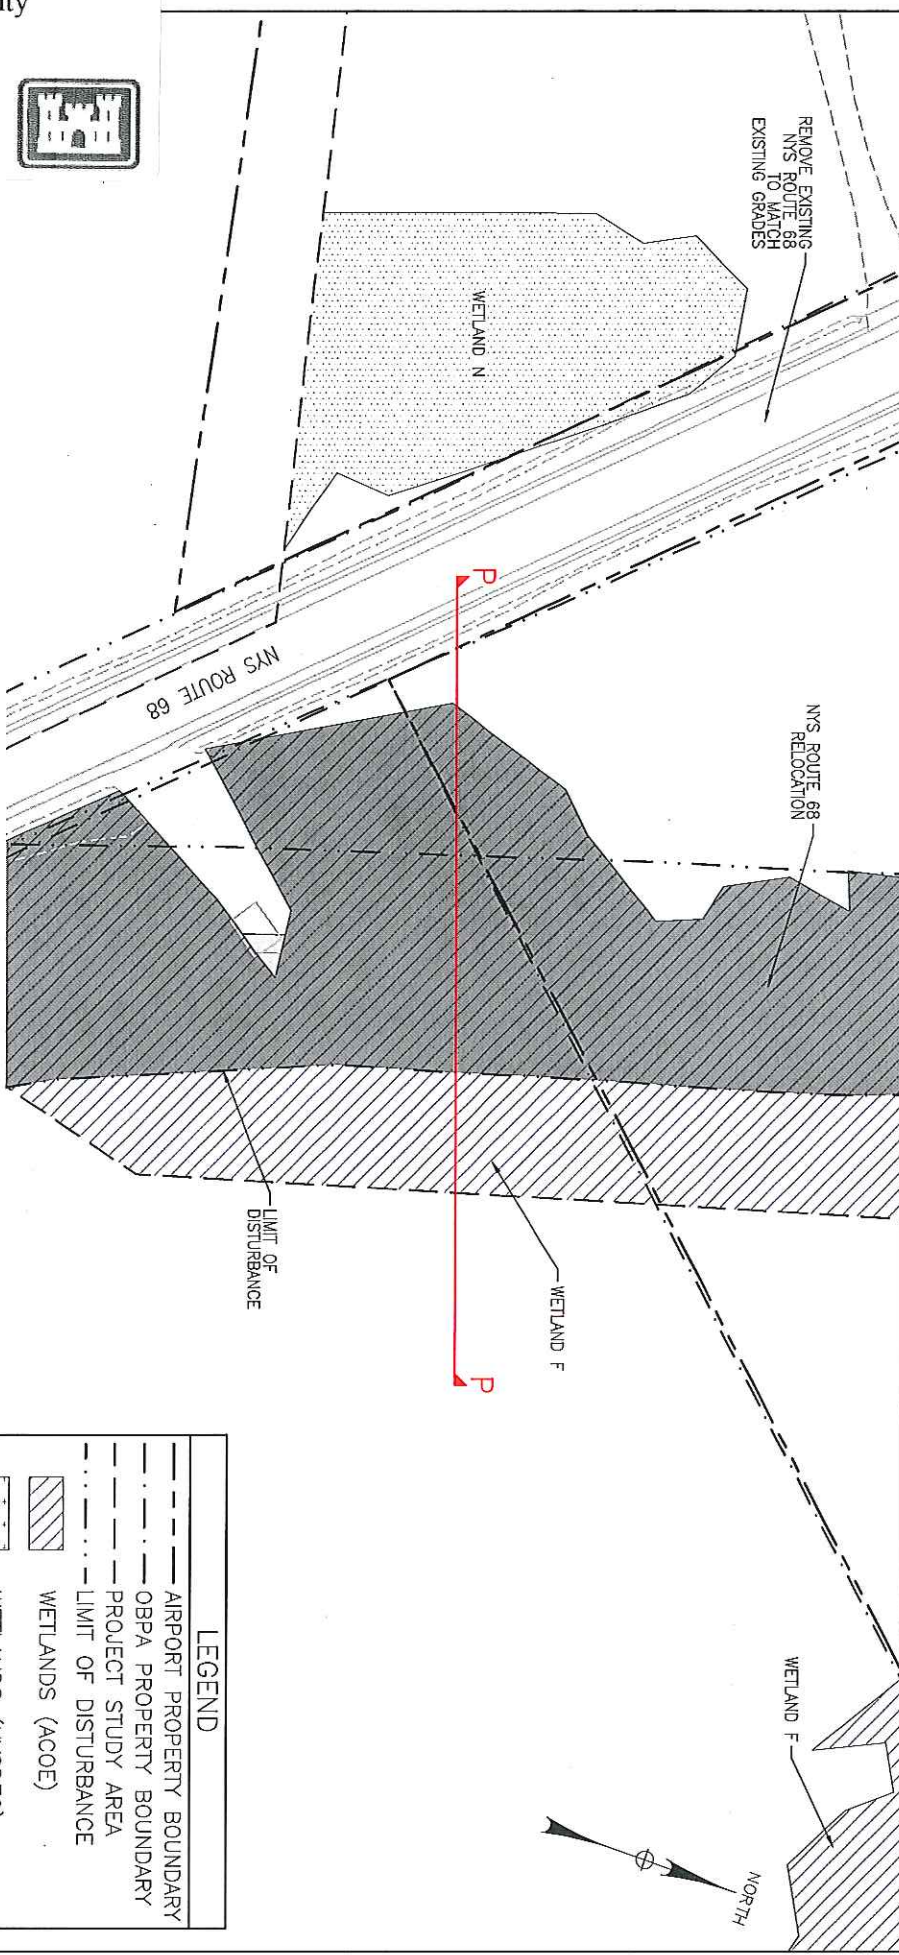 REMOVE EXISTING
NYS ROUTE 68
TO MATCH
EXISTING GRADES
WETLAND N
P
NYS ROUTE 68
NYS ROUTE 68
RELOCATION
LIMIT OF
DISTURBANCE
WETLAND F
P
WETLAND F
NORTH
LEGEND
AIRPORT PROPERTY BOUNDARY
OBPA PROPERTY BOUNDARY
PROJECT STUDY AREA
LIMIT OF DISTURBANCE
WETLANDS (ACOE)